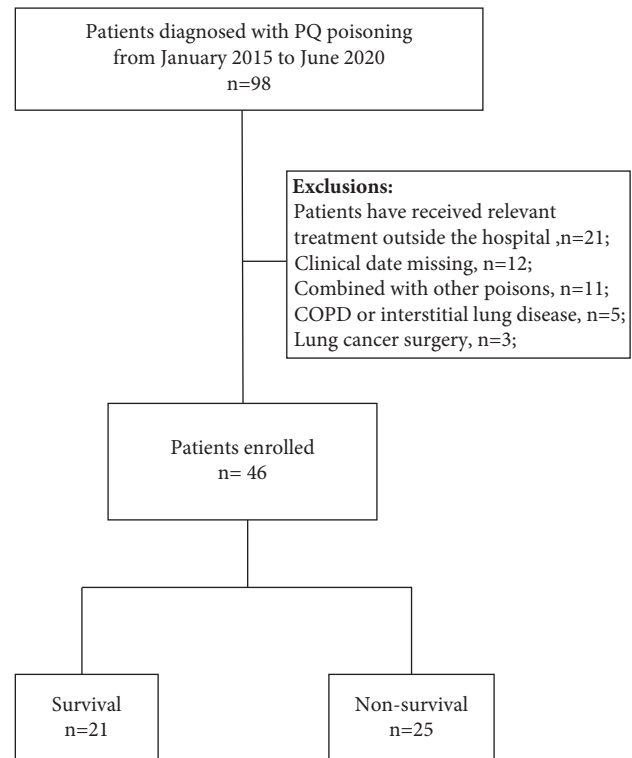 Patients diagnosed with PQ poisoning
from January 2015 to June 2020
n=98
Exclusions:
Patients have received relevant
treatment outside the hospital ,n=21;
Clinical date missing, n=12;
Combined with other poisons, n=11;
COPD or interstitial lung disease, n=5;
Lung cancer surgery, n=3;
Patients enrolled
n= 46
Survival
n=21
Non-survival
n=25